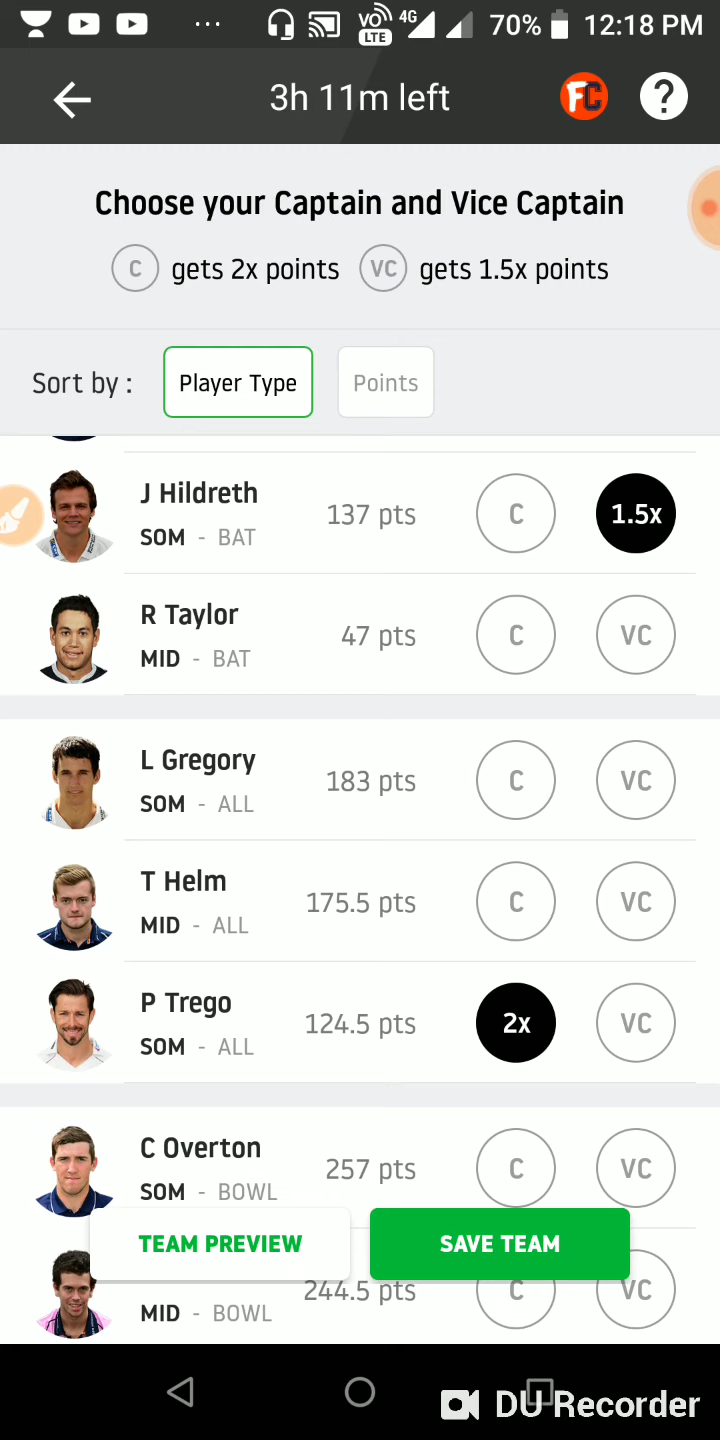 VO LTE 4G 70% 12:18 PM
3h 11m left FC ?
Choose your Captain and Vice Captain
C gets 2x points VC gets 1.5x points
Sort by : Player Type Points
J Hildreth
SOM - BAT 137 pts C 1.5x
R Taylor
MID - BAT 47 pts C VC
L Gregory
SOM - ALL 183 pts C VC
T Helm
MID - ALL 175.5 pts C VC
P Trego
SOM - ALL 124.5 pts 2x VC
C Overton
SOM - BOWL 257 pts C VC
TEAM PREVIEW SAVE TEAM
MID - BOWL 244.5 pts C VC
DU Recorder